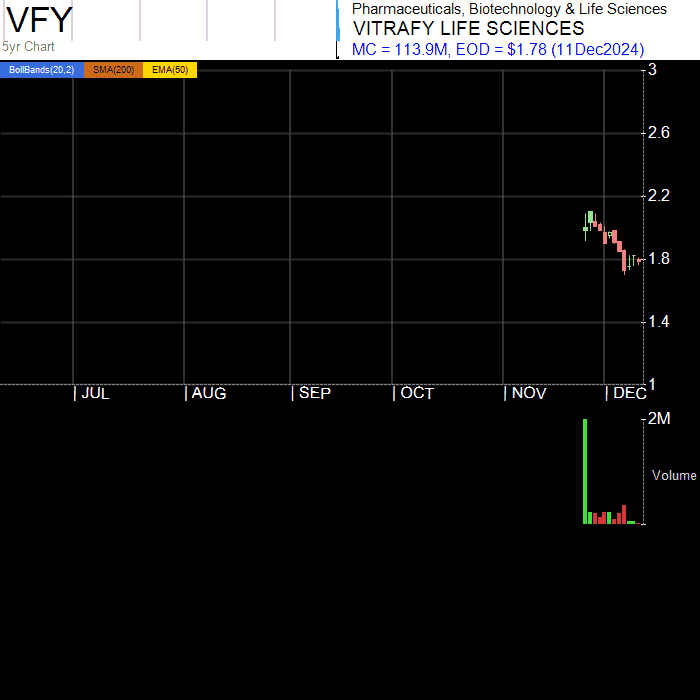 VFY
5yr Chart
Pharmaceuticals, Biotechnology & Life Sciences
VITRAFY LIFE SCIENCES
MC = 113.9M, EOD = $1.78 (11Dec2024)
BollBands(20,2) SMA(200) EMA(50)
3
2.6
2.2
1.8
1.4
1
| JUL | AUG | SEP | OCT | NOV | DEC
2M
Volume